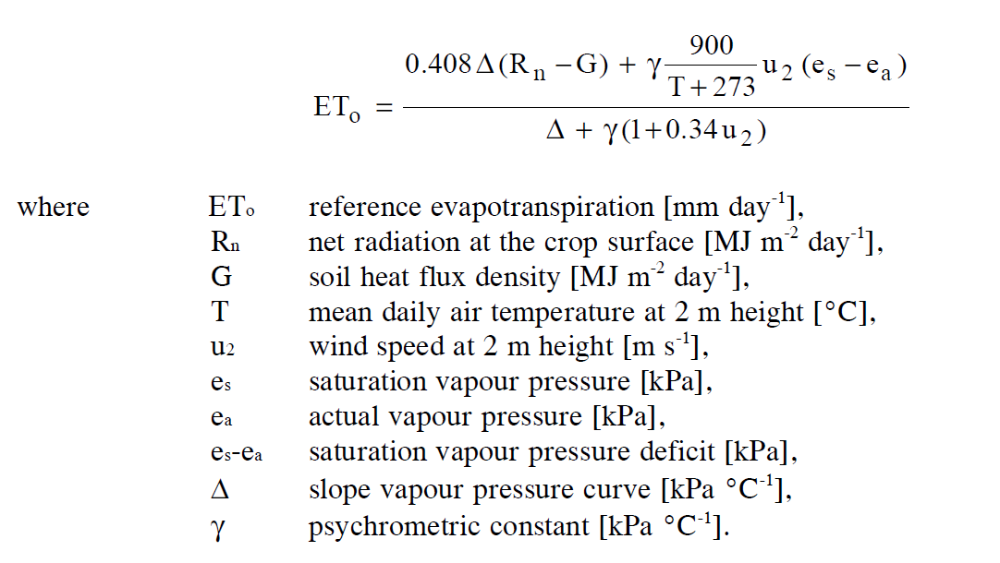 ETo = (0.408 Δ (Rn − G) + γ 900/(T + 273) u2 (es − ea)) / (Δ + γ(1 + 0.34 u2))
where ETo reference evapotranspiration [mm day-1],
Rn net radiation at the crop surface [MJ m-2 day-1],
G soil heat flux density [MJ m-2 day-1],
T mean daily air temperature at 2 m height [°C],
u2 wind speed at 2 m height [m s-1],
es saturation vapour pressure [kPa],
ea actual vapour pressure [kPa],
es-ea saturation vapour pressure deficit [kPa],
Δ slope vapour pressure curve [kPa °C-1],
γ psychrometric constant [kPa °C-1].